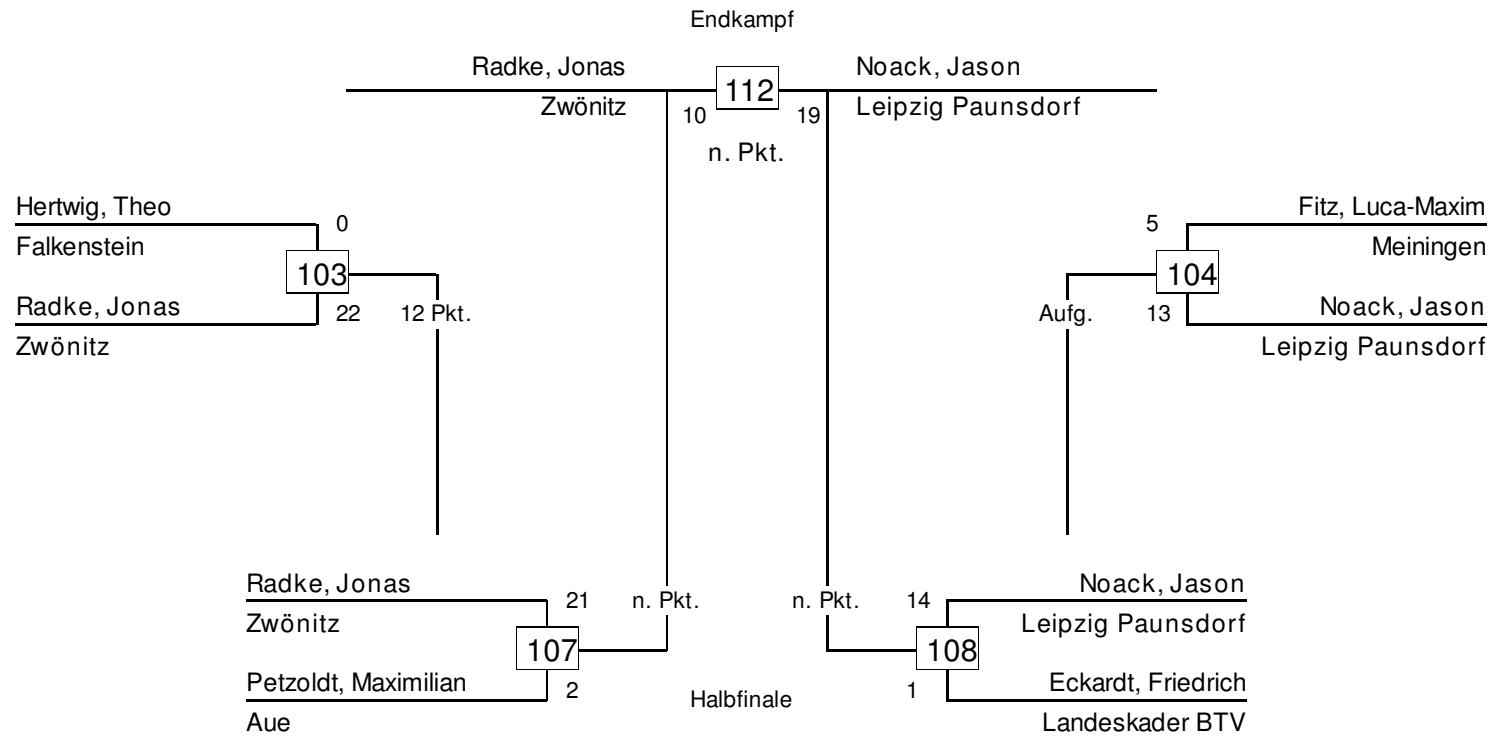 Endkampf
Radke, Jonas
Zwönitz
112
10
19
n. Pkt.
Noack, Jason
Leipzig Paunsdorf
Hertwig, Theo
Falkenstein
0
103
Radke, Jonas
Zwönitz
22
12 Pkt.
Fitz, Luca-Maxim
Meiningen
5
104
Aufg.
13
Noack, Jason
Leipzig Paunsdorf
Radke, Jonas
Zwönitz
21
n. Pkt.
107
Petzoldt, Maximilian
Aue
2
Halbfinale
n. Pkt.
14
Noack, Jason
Leipzig Paunsdorf
108
1
Eckardt, Friedrich
Landeskader BTV